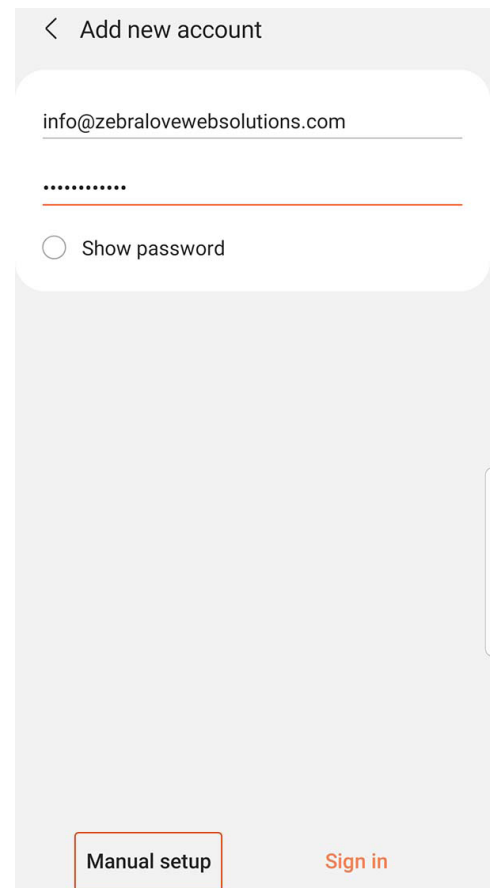 Add new account
info@zebralovewebsolutions.com
••••••••••••
Show password
Manual setup
Sign in